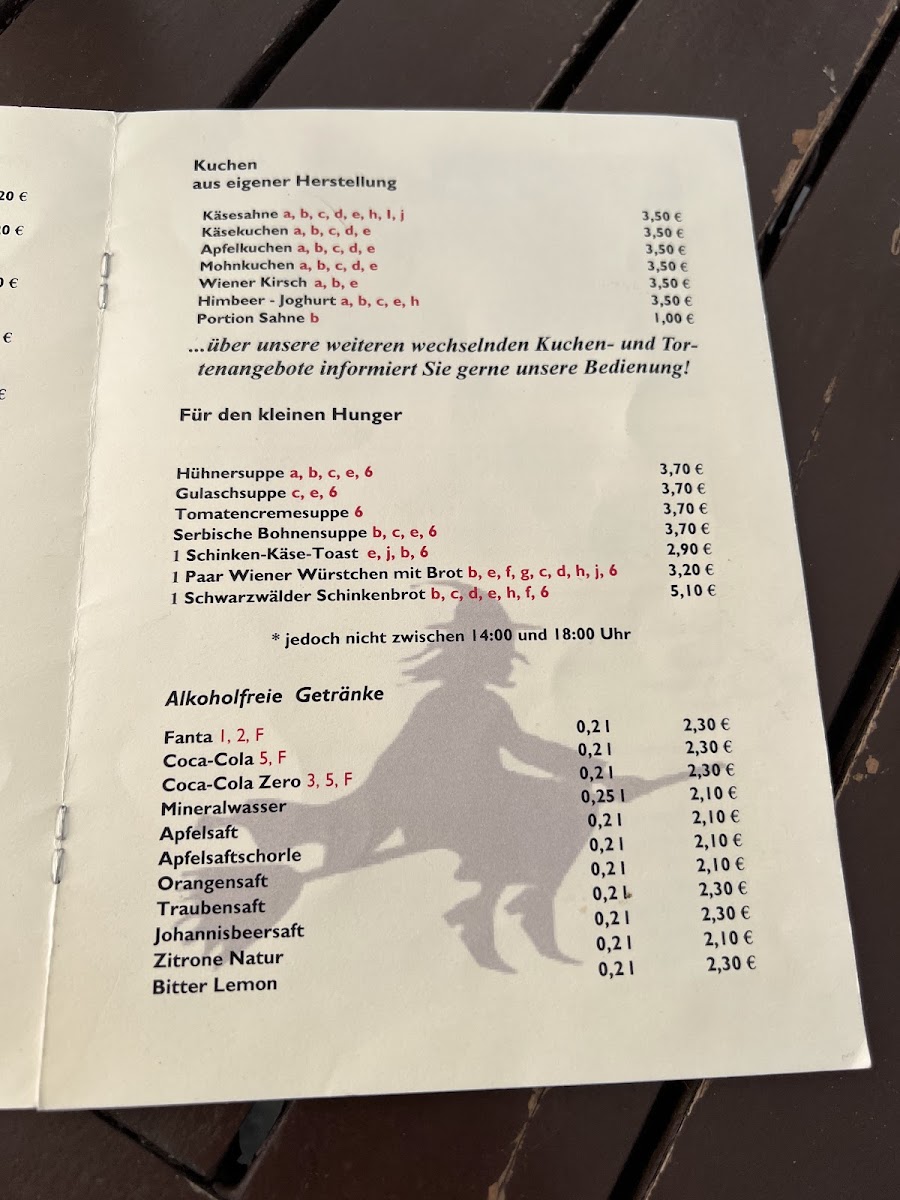 20 €
0 €
0 €
€
€
Kuchen
aus eigener Herstellung
Käsesahne a, b, c, d, e, h, I, j 3,50 €
Käsekuchen a, b, c, d, e 3,50 €
Apfelkuchen a, b, c, d, e 3,50 €
Mohnkuchen a, b, c, d, e 3,50 €
Wiener Kirsch a, b, e 3,50 €
Himbeer - Joghurt a, b, c, e, h 3,50 €
Portion Sahne b 1,00 €
...über unsere weiteren wechselnden Kuchen- und Tor-
tenangebote informiert Sie gerne unsere Bedienung!
Für den kleinen Hunger
Hühnersuppe a, b, c, e, 6 3,70 €
Gulaschsuppe c, e, 6 3,70 €
Tomatencremesuppe 6 3,70 €
Serbische Bohnensuppe b, c, e, 6 3,70 €
1 Schinken-Käse-Toast e, j, b, 6 2,90 €
1 Paar Wiener Würstchen mit Brot b, e, f, g, c, d, h, j, 6 3,20 €
1 Schwarzwälder Schinkenbrot b, c, d, e, h, f, 6 5,10 €
* jedoch nicht zwischen 14:00 und 18:00 Uhr
Alkoholfreie Getränke
Fanta 1, 2, F 0,2 l 2,30 €
Coca-Cola 5, F 0,2 l 2,30 €
Coca-Cola Zero 3, 5, F 0,2 l 2,30 €
Mineralwasser 0,25 l 2,10 €
Apfelsaft 0,2 l 2,10 €
Apfelsaftschorle 0,2 l 2,10 €
Orangensaft 0,2 l 2,10 €
Traubensaft 0,2 l 2,30 €
Johannisbeersaft 0,2 l 2,30 €
Zitrone Natur 0,2 l 2,10 €
Bitter Lemon 0,2 l 2,30 €